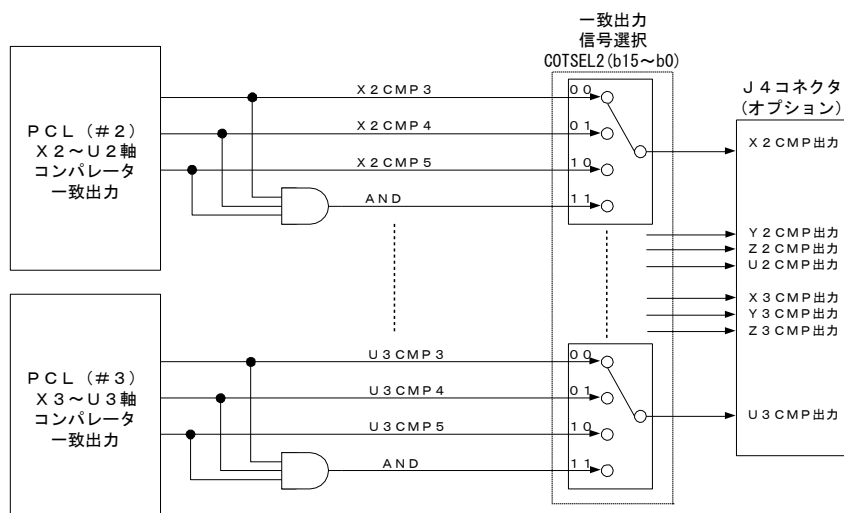 一致出力
信号選択
COTSEL2(b15～b0)
J４コネクタ
(オプション)
ＰＣＬ（＃２）
Ｘ２～Ｕ２軸
コンパレータ
一致出力
Ｘ２ＣＭＰ３
００
Ｘ２ＣＭＰ４
０１
Ｘ２ＣＭＰ５
１０
ＡＮＤ
１１
Ｘ２ＣＭＰ出力
Ｙ２ＣＭＰ出力
Ｚ２ＣＭＰ出力
Ｕ２ＣＭＰ出力
Ｘ３ＣＭＰ出力
Ｙ３ＣＭＰ出力
Ｚ３ＣＭＰ出力
ＰＣＬ（＃３）
Ｘ３～Ｕ３軸
コンパレータ
一致出力
Ｕ３ＣＭＰ３
００
Ｕ３ＣＭＰ４
０１
Ｕ３ＣＭＰ５
１０
ＡＮＤ
１１
Ｕ３ＣＭＰ出力